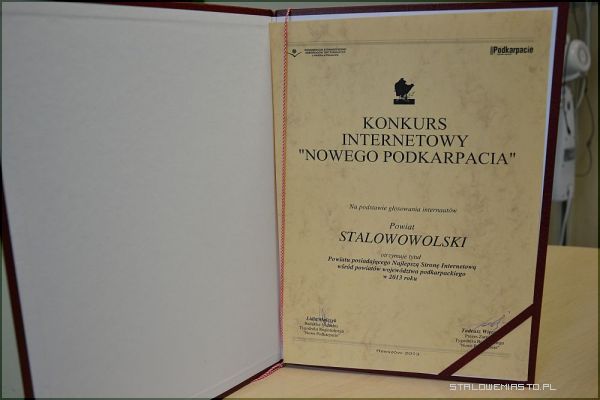 Podkarpacie
KONKURS
INTERNETOWY
"NOWEGO PODKARPACIA"
Na podstawie głosowania internautów
Powiat
STALOWOWOLSKI
otrzymuje tytuł
Powiatu posiadającego Najlepszą Stronę Internetową
wśród powiatów województwa podkarpackiego
w 2013 roku
Tadeusz
Rzeszów 2013
STALOWEMIASTO.PL